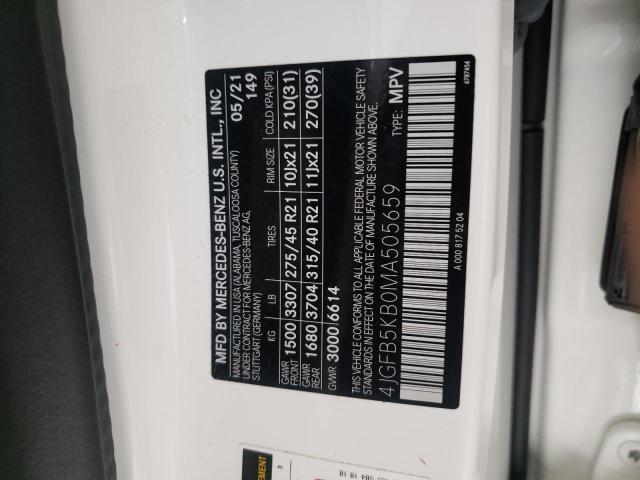 MFD BY MERCEDES-BENZ U.S. INTL., INC
MANUFACTURED IN USA (ALABAMA, TUSCALOOSA COUNTY) 05/21
UNDER CONTRACT FOR MERCEDES-BENZ AG, 149
STUTTGART (GERMANY)
KG LB TIRES RIM SIZE COLD KPA(PSI)
GAWR FRONT 1500 3307 275/45 R21 10Jx21 210(31)
GAWR REAR 1680 3704 315/40 R21 11Jx21 270(39)
GVWR 3000/6614
THIS VEHICLE CONFORMS TO ALL APPLICABLE FEDERAL MOTOR VEHICLE SAFETY
STANDARDS IN EFFECT ON THE DATE OF MANUFACTURE SHOWN ABOVE.
4JGFB5KB0MA505659 TYPE: MPV
A 000 817 52 04
6787454